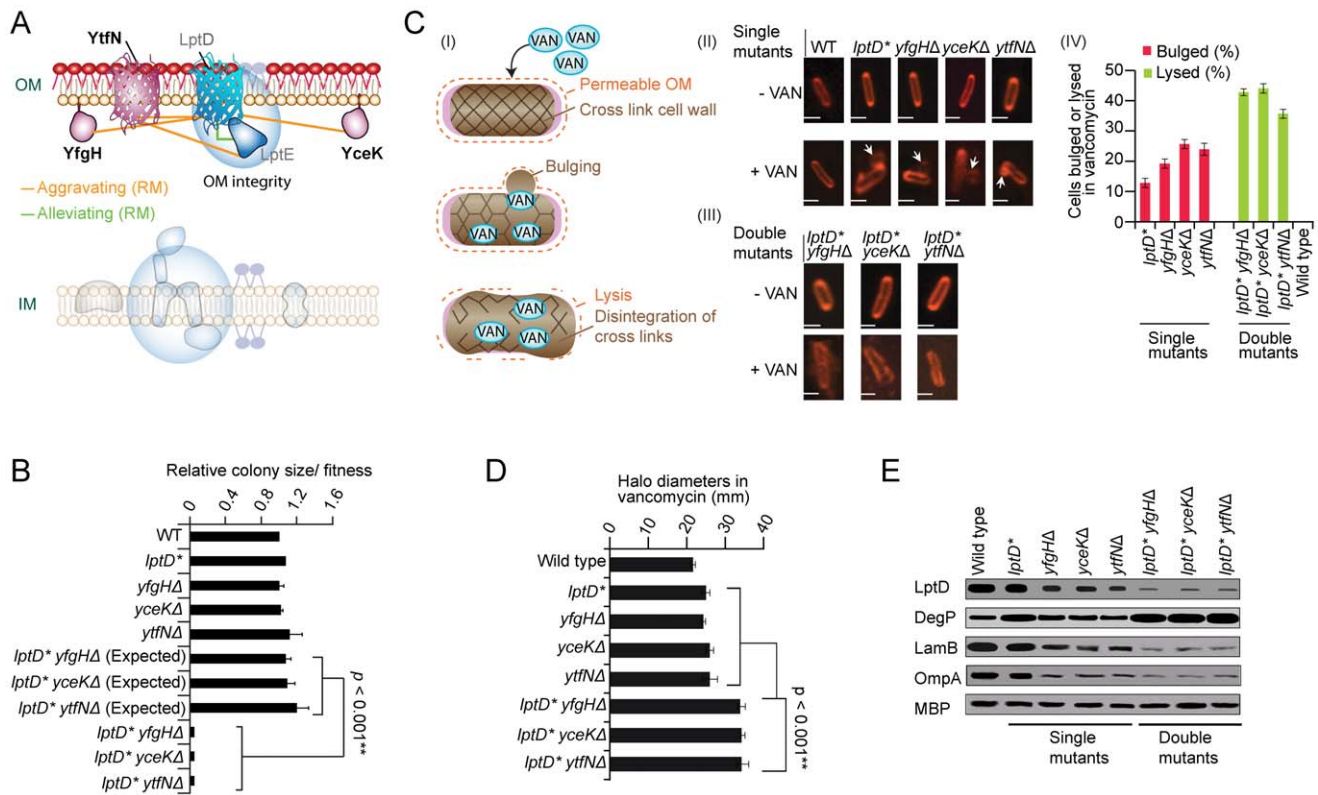 A
YtfN
LptD
OM
YfgH
LptE
YceK
OM integrity
Aggravating (RM)
Alleviating (RM)
IM
C
(I)
VAN
VAN
VAN
Permeable OM
Cross link cell wall
Bulging
VAN
VAN
VAN
Lysis
Disintegration of
cross links
VAN
VAN
VAN
(II)
Single
mutants
WT
lptD*
yfgHΔ
yceKΔ
ytfNΔ
- VAN
+ VAN
(III)
Double
mutants
lptD*
yfgHΔ
lptD*
yceKΔ
lptD*
ytfNΔ
- VAN
+ VAN
(IV)
Bulged (%)
Lysed (%)
Cells bulged or lysed
in vancomycin
50
40
30
20
10
0
lptD*
yfgHΔ
yceKΔ
ytfNΔ
lptD* yfgHΔ
lptD* yceKΔ
lptD* ytfNΔ
Wild type
Single
mutants
Double
mutants
B
Relative colony size/ fitness
0
0.4
0.8
1.2
1.6
WT
lptD*
yfgHΔ
yceKΔ
ytfNΔ
lptD* yfgHΔ (Expected)
lptD* yceKΔ (Expected)
lptD* ytfNΔ (Expected)
lptD* yfgHΔ
lptD* yceKΔ
lptD* ytfNΔ
p < 0.001**
D
Halo diameters in
vancomycin (mm)
0
20
40
Wild type
lptD*
yfgHΔ
yceKΔ
ytfNΔ
lptD* yfgHΔ
lptD* yceKΔ
lptD* ytfNΔ
p < 0.001**
E
Wild type
lptD*
yfgHΔ
yceKΔ
ytfNΔ
lptD* yfgHΔ
lptD* yceKΔ
lptD* ytfNΔ
LptD
DegP
LamB
OmpA
MBP
Single
mutants
Double
mutants